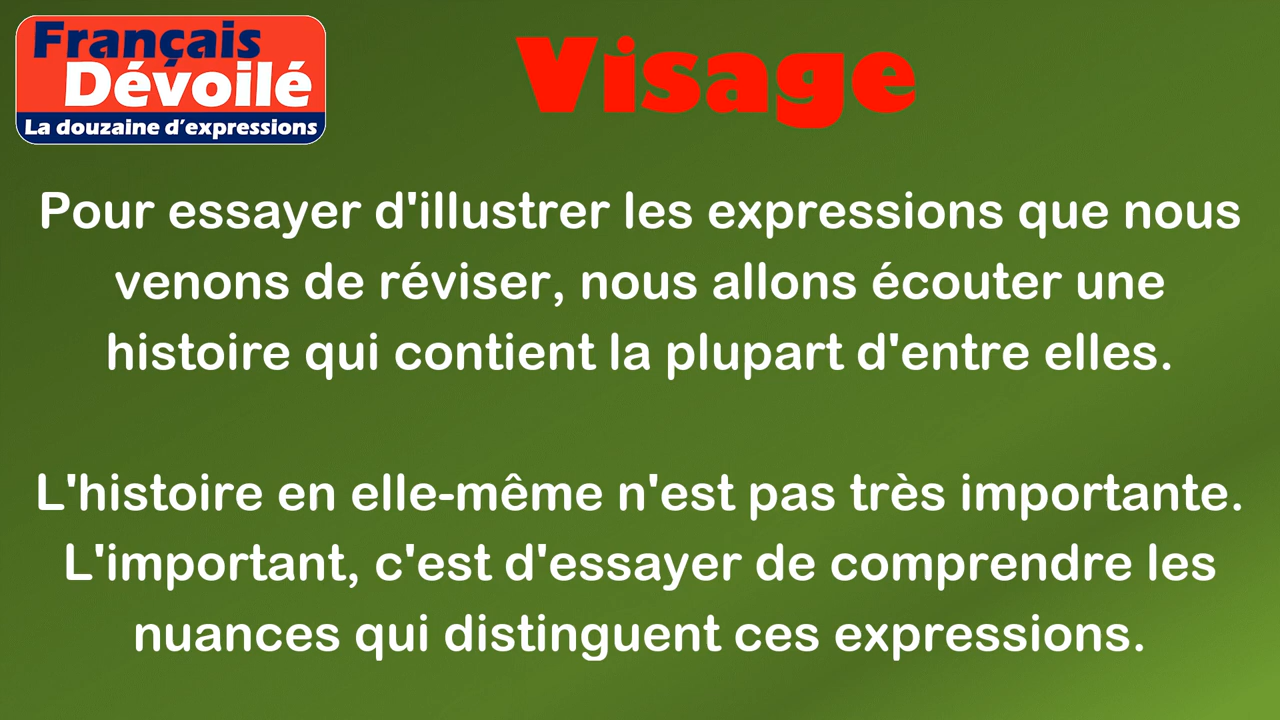 Français
Dévoilé
La douzaine d'expressions
Visage
Pour essayer d'illustrer les expressions que nous
venons de réviser, nous allons écouter une
histoire qui contient la plupart d'entre elles.
L'histoire en elle-même n'est pas très importante.
L'important, c'est d'essayer de comprendre les
nuances qui distinguent ces expressions.